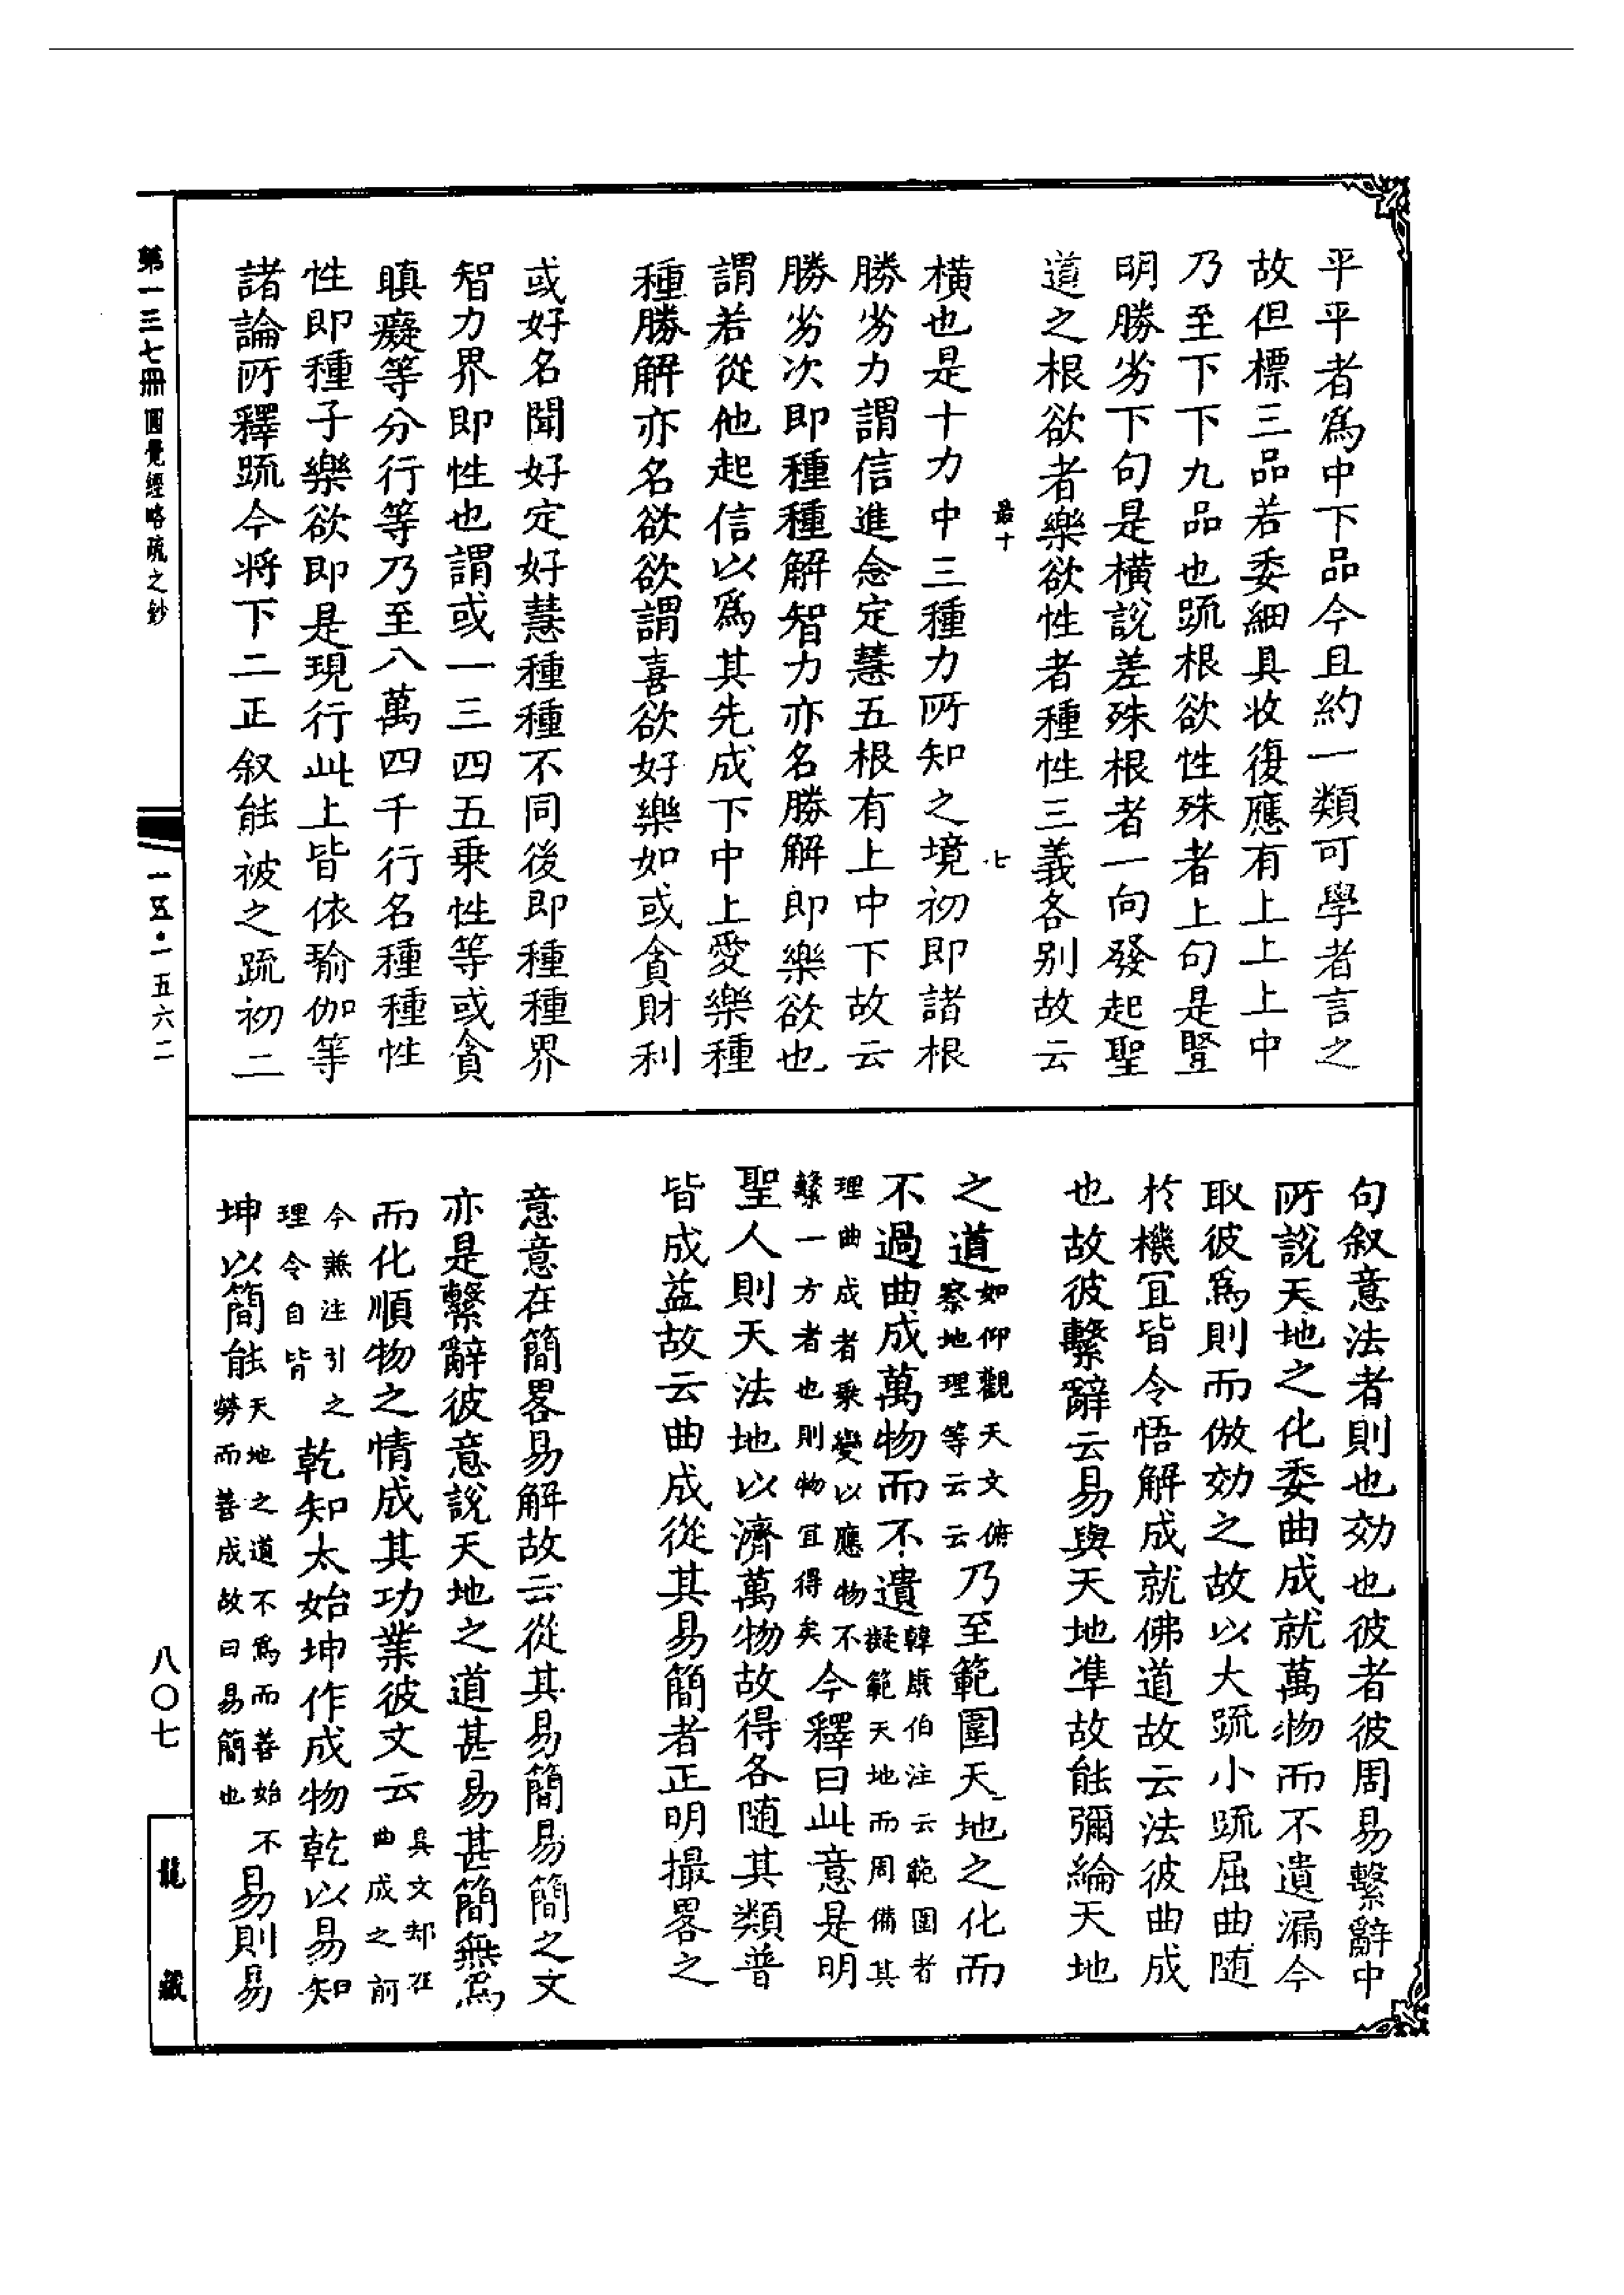 平平者為中下品今且約一類可學者言之
故但標三品若委細具收復應有上上上中
乃至下下九品也䟽根欲性殊者上句是豎
明勝劣下句是橫說差殊根者一向發起聖
道之根欲者樂欲性者種性三義各別故云
最十 七
橫也是十力中三種力所知之境初即諸根
勝劣力謂信進念定慧五根有上中下故云
勝劣次即種種解智力亦名勝解即樂欲也
謂若從他起信以為其先成下中上愛樂種
種勝解亦名欲欲謂喜欲好樂如或貪財利
或好名聞好定好慧種種不同後即種種界
智力界即性也謂或一三四五乘性等或貪
瞋癡等分行等乃至八萬四千行名種種性
性即種子樂欲即是現行此上皆依瑜伽等
諸論所釋䟽今將下二正叙能被之䟽初二
句叙意法者則也効也彼者彼周易繫辭中
所說天地之化委曲成就萬物而不遺漏今
取彼為則而倣効之故以大䟽小䟽屈曲隨
於機宜皆令悟解成就佛道故云法彼曲成
也故彼繫辭云易與天地準故能彌綸天地
之道如仰觀天文俯察地理等云云乃至範圍天地之化而
不過曲成萬物而不遺韓康伯注云範圍者擬範天地而周備其
理曲成者乘變以應物不繫一方者也則物宜得矣今釋曰此意是明
聖人則天法地以濟萬物故得各隨其類普
皆成益故云曲成從其易簡者正明撮畧之
意意在簡畧易解故云從其易簡易簡之文
亦是繫辭彼意說天地之道甚易甚簡無為
而化順物之情成其功業彼文云具文却在曲成之前
今兼注引之理令自皆乾知太始坤作成物乾以易知
坤以簡能天地之道不為而善始不勞而善成故曰易簡也易則易
第一三七冊 圓覺經略疏之鈔
一五·一五六二
八〇七
龍藏